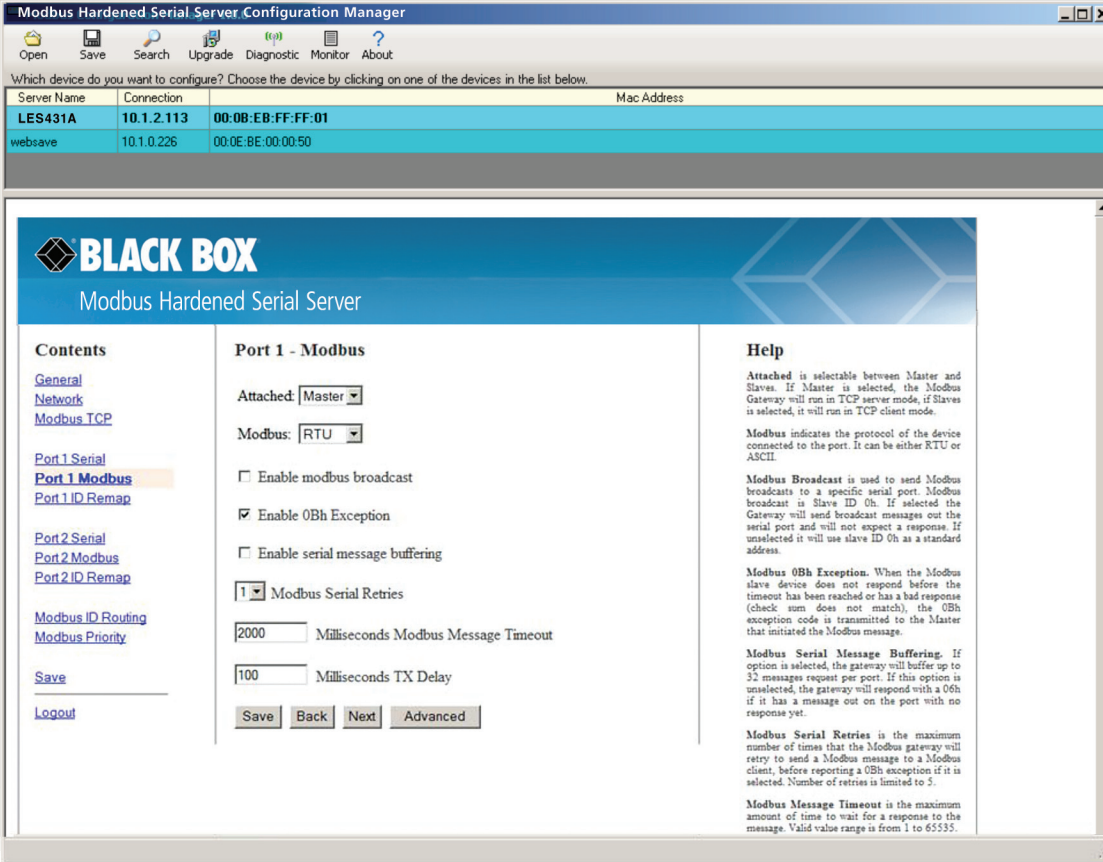 Modbus Hardened Serial Server Configuration Manager
Open Save Search Upgrade Diagnostic Monitor About
Which device do you want to configure? Choose the device by clicking on one of the devices in the list below.
Server Name Connection Mac Address
LES431A 10.1.2.113 00:0B:EB:FF:FF:01
websave 10.1.0.226 00:0E:BE:00:00:50
BLACK BOX
Modbus Hardened Serial Server
Contents
General
Network
Modbus TCP
Port 1 Serial
Port 1 Modbus
Port 1 ID Remap
Port 2 Serial
Port 2 Modbus
Port 2 ID Remap
Modbus ID Routing
Modbus Priority
Save
Logout
Port 1 - Modbus
Attached: Master
Modbus: RTU
Enable modbus broadcast
Enable 0Bh Exception
Enable serial message buffering
1 Modbus Serial Retries
2000 Milliseconds Modbus Message Timeout
100 Milliseconds TX Delay
Save Back Next Advanced
Help
Attached is selectable between Master and
Slaves. If Master is selected, the Modbus
Gateway will run in TCP server mode, if Slaves
is selected, it will run in TCP client mode.
Modbus indicates the protocol of the device
connected to the port. It can be either RTU or
ASCII.
Modbus Broadcast is used to send Modbus
broadcasts to a specific serial port. Modbus
broadcast is Slave ID 0h. If selected the
Gateway will send broadcast messages out the
serial port and will not expect a response. If
unselected it will use slave ID 0h as a standard
address.
Modbus 0Bh Exception. When the Modbus
slave device does not respond before the
timeout has been reached or has a bad response
(check sum does not match), the 0Bh
exception code is transmitted to the Master
that initiated the Modbus message.
Modbus Serial Message Buffering. If
option is selected, the gateway will buffer up to
32 messages request per port. If this option is
unselected, the gateway will respond with a 06h
if it has a message out on the port with no
response yet.
Modbus Serial Retries is the maximum
number of times that the Modbus gateway will
retry to send a Modbus message to a Modbus
client, before reporting a 0Bh exception if it is
selected. Number of retries is limited to 5.
Modbus Message Timeout is the maximum
amount of time to wait for a response to the
message. Valid value range is from 1 to 65535.